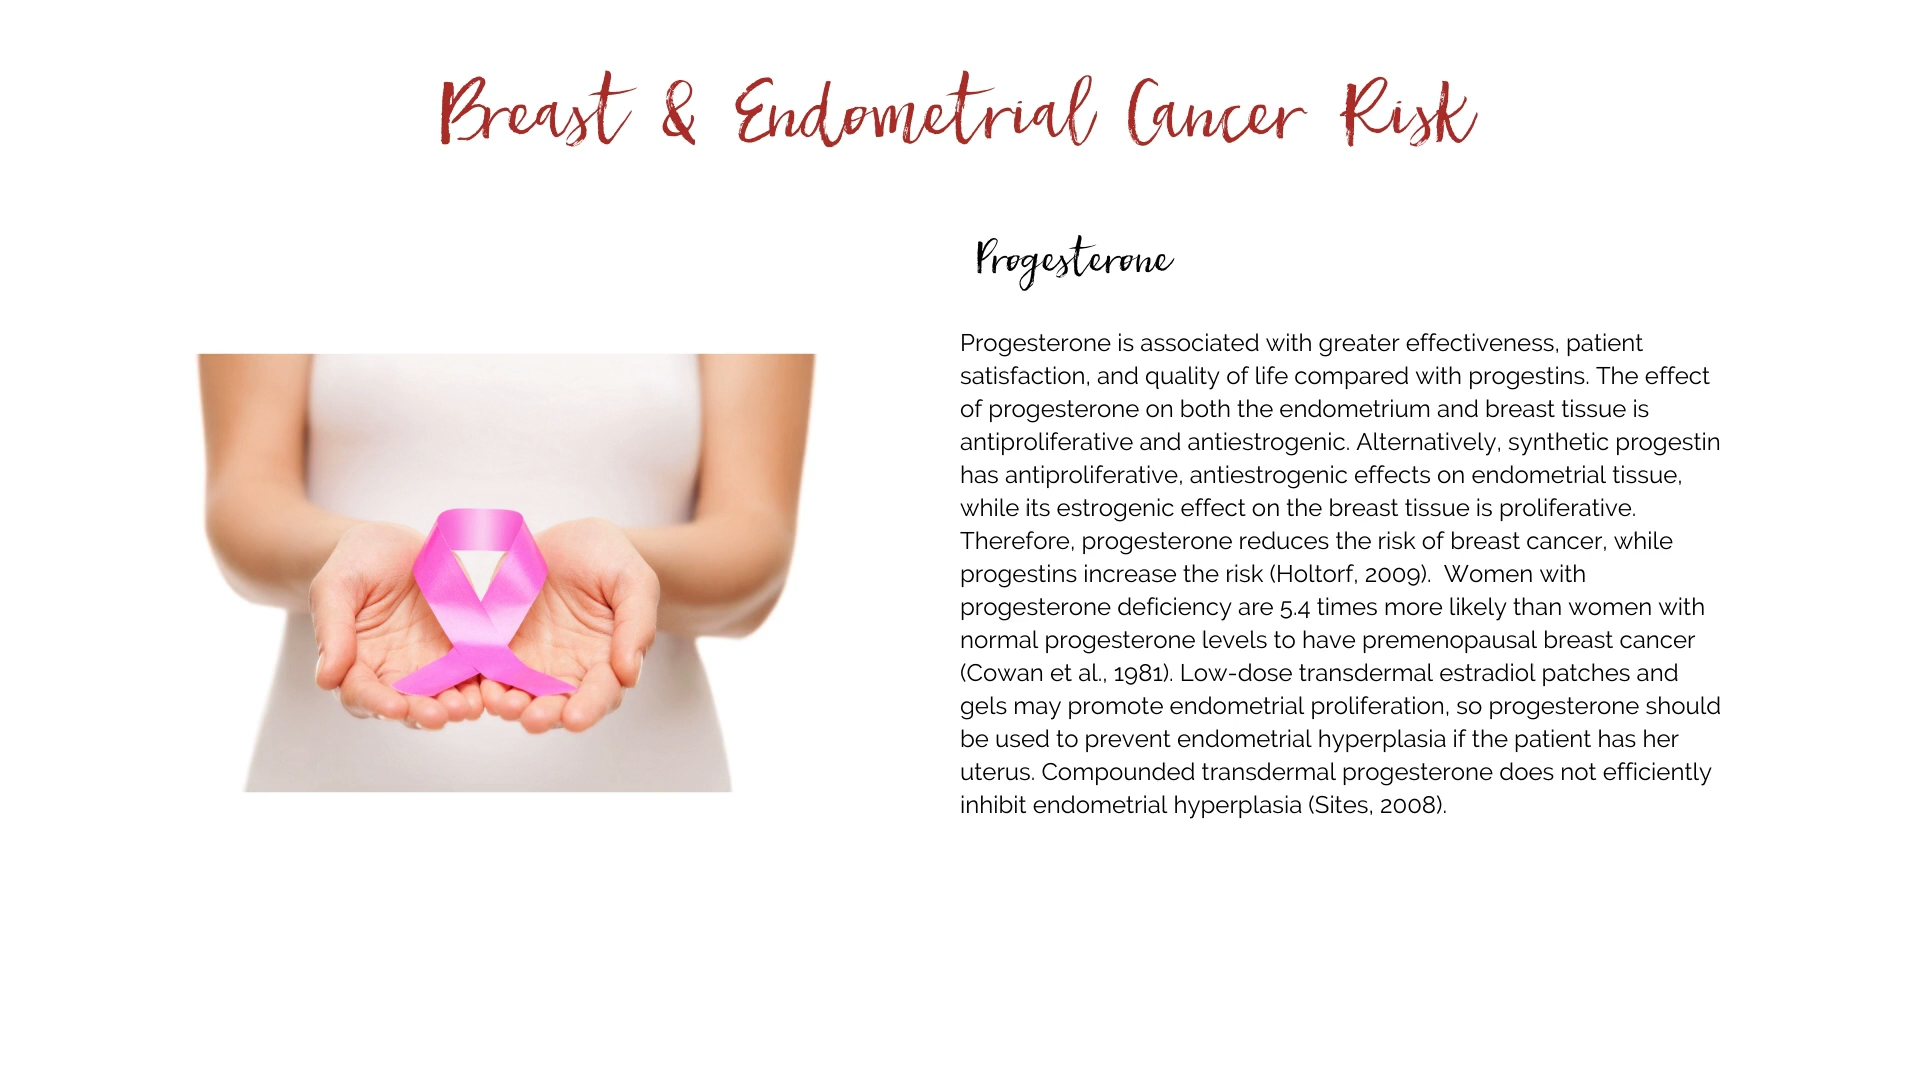 Breast & Endometrial Cancer Risk
Progesterone
Progesterone is associated with greater effectiveness, patient
satisfaction, and quality of life compared with progestins. The effect
of progesterone on both the endometrium and breast tissue is
antiproliferative and antiestrogenic. Alternatively, synthetic progestin
has antiproliferative, antiestrogenic effects on endometrial tissue,
while its estrogenic effect on the breast tissue is proliferative.
Therefore, progesterone reduces the risk of breast cancer, while
progestins increase the risk (Holtorf, 2009).  Women with
progesterone deficiency are 5.4 times more likely than women with
normal progesterone levels to have premenopausal breast cancer
(Cowan et al., 1981). Low-dose transdermal estradiol patches and
gels may promote endometrial proliferation, so progesterone should
be used to prevent endometrial hyperplasia if the patient has her
uterus. Compounded transdermal progesterone does not efficiently
inhibit endometrial hyperplasia (Sites, 2008).